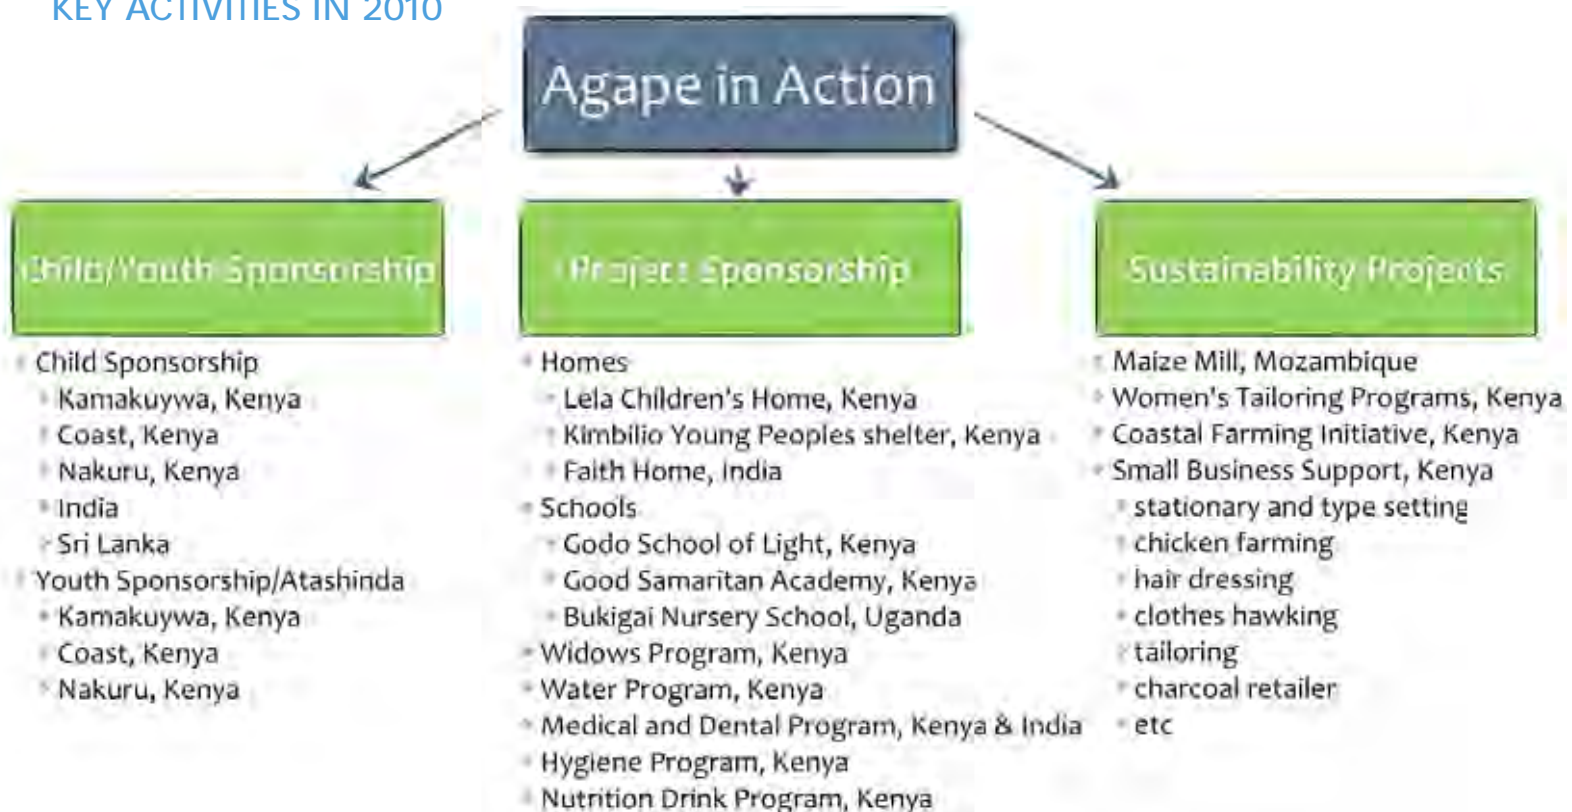 KEY ACTIVITIES IN 2010
Agape in Action
Child/Youth Sponsorship
Child Sponsorship
Kamakuywa, Kenya
Coast, Kenya
Nakuru, Kenya
India
Sri Lanka
Youth Sponsorship/Atashinda
Kamakuywa, Kenya
Coast, Kenya
Nakuru, Kenya
Project Sponsorship
Homes
Lela Children's Home, Kenya
Kimbilio Young Peoples shelter, Kenya
Faith Home, India
Schools
Godo School of Light, Kenya
Good Samaritan Academy, Kenya
Bukigai Nursery School, Uganda
Widows Program, Kenya
Water Program, Kenya
Medical and Dental Program, Kenya & India
Hygiene Program, Kenya
Nutrition Drink Program, Kenya
Sustainability Projects
Maize Mill, Mozambique
Women's Tailoring Programs, Kenya
Coastal Farming Initiative, Kenya
Small Business Support, Kenya
stationary and type setting
chicken farming
hair dressing
clothes hawking
tailoring
charcoal retailer
etc